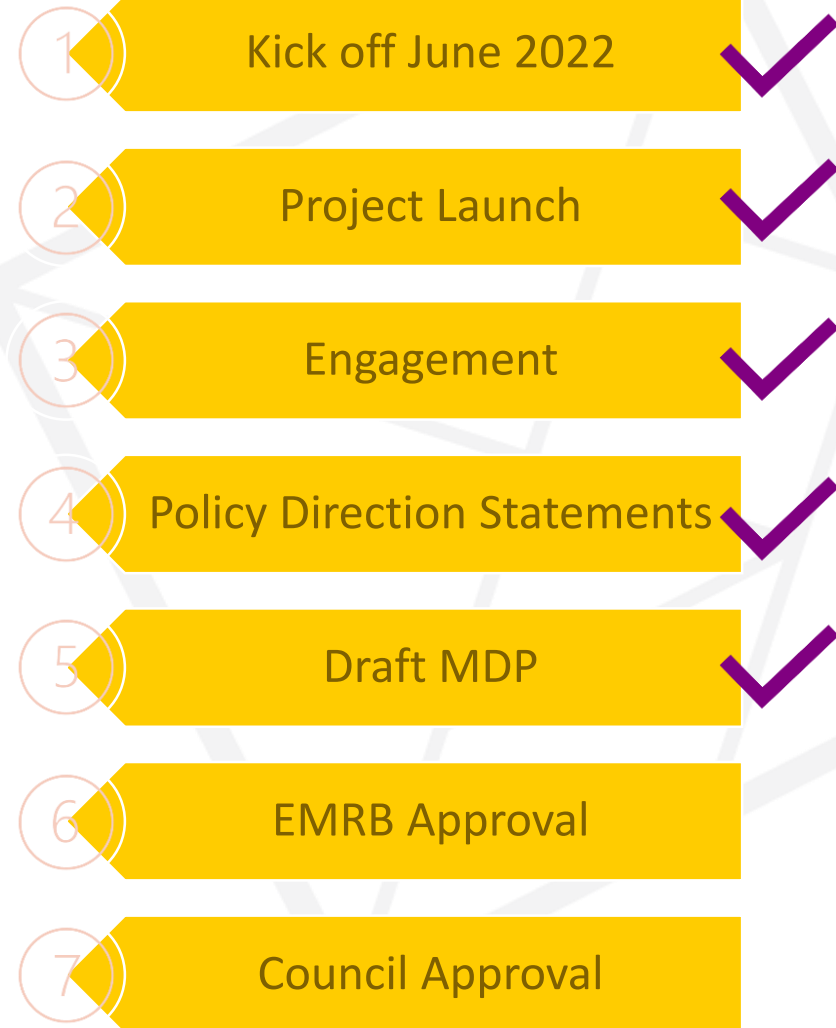 1 Kick off June 2022
2 Project Launch
3 Engagement
4 Policy Direction Statements
5 Draft MDP
6 EMRB Approval
7 Council Approval